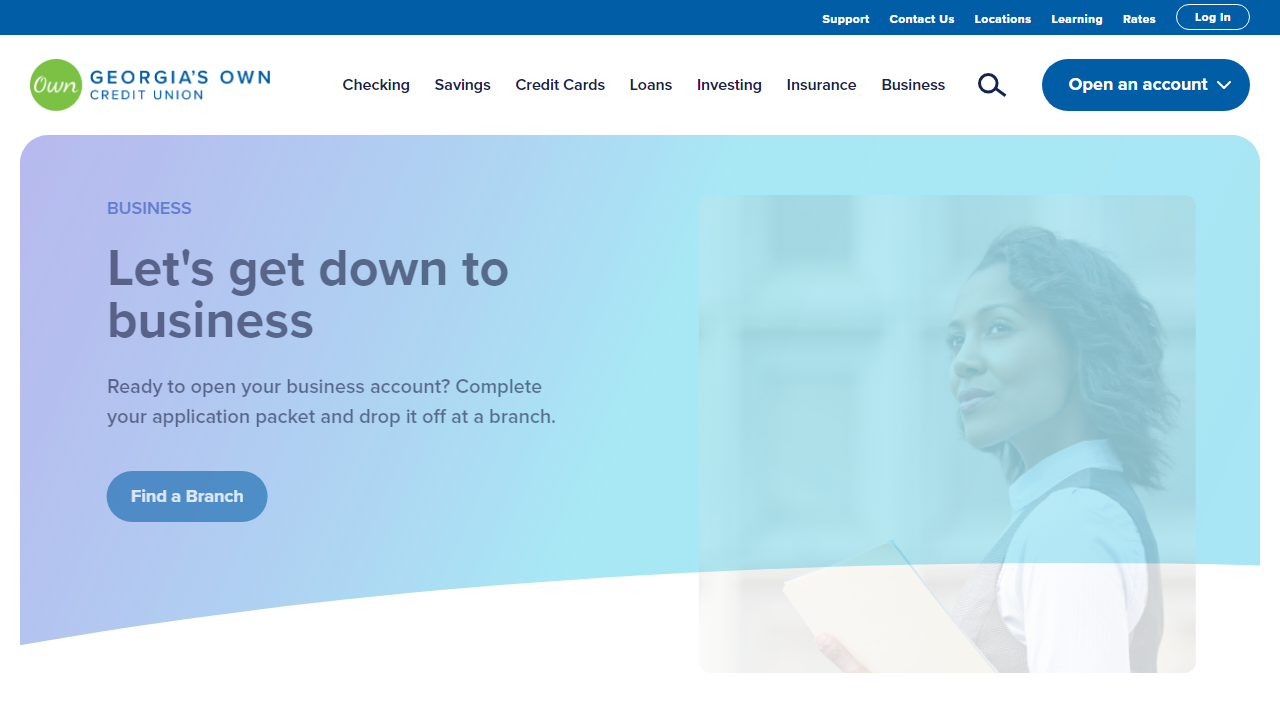 Support Contact Us Locations Learning Rates Log In
Own GEORGIA'S OWN
CREDIT UNION
Checking Savings Credit Cards Loans Investing Insurance Business Open an account
BUSINESS
Let's get down to
business
Ready to open your business account? Complete
your application packet and drop it off at a branch.
Find a Branch